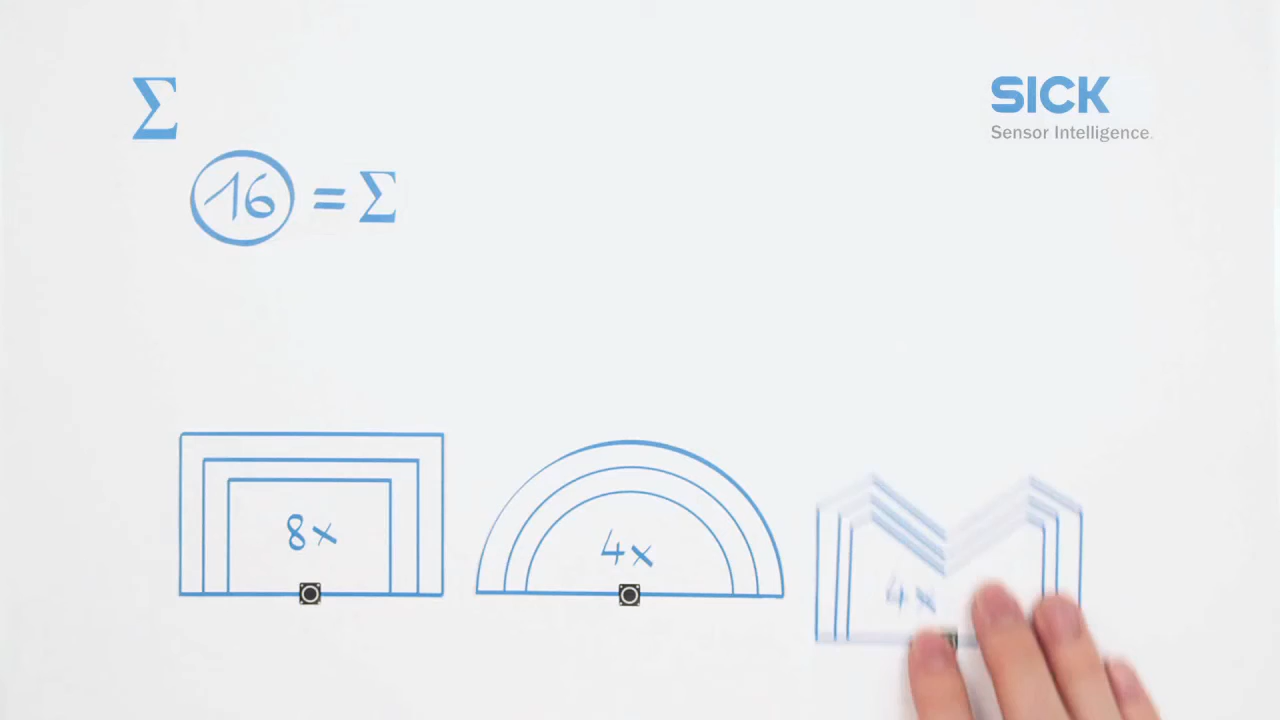 Σ
SICK
Sensor Intelligence.
16 = Σ
8x
4x
4x